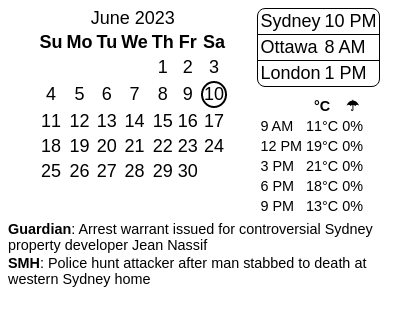 June 2023
Su Mo Tu We Th Fr Sa
1 2 3
4 5 6 7 8 9 10
11 12 13 14 15 16 17
18 19 20 21 22 23 24
25 26 27 28 29 30
Sydney 10 PM
Ottawa 8 AM
London 1 PM
°C ☂
9 AM 11°C 0%
12 PM 19°C 0%
3 PM 21°C 0%
6 PM 18°C 0%
9 PM 13°C 0%
Guardian: Arrest warrant issued for controversial Sydney
property developer Jean Nassif
SMH: Police hunt attacker after man stabbed to death at
western Sydney home